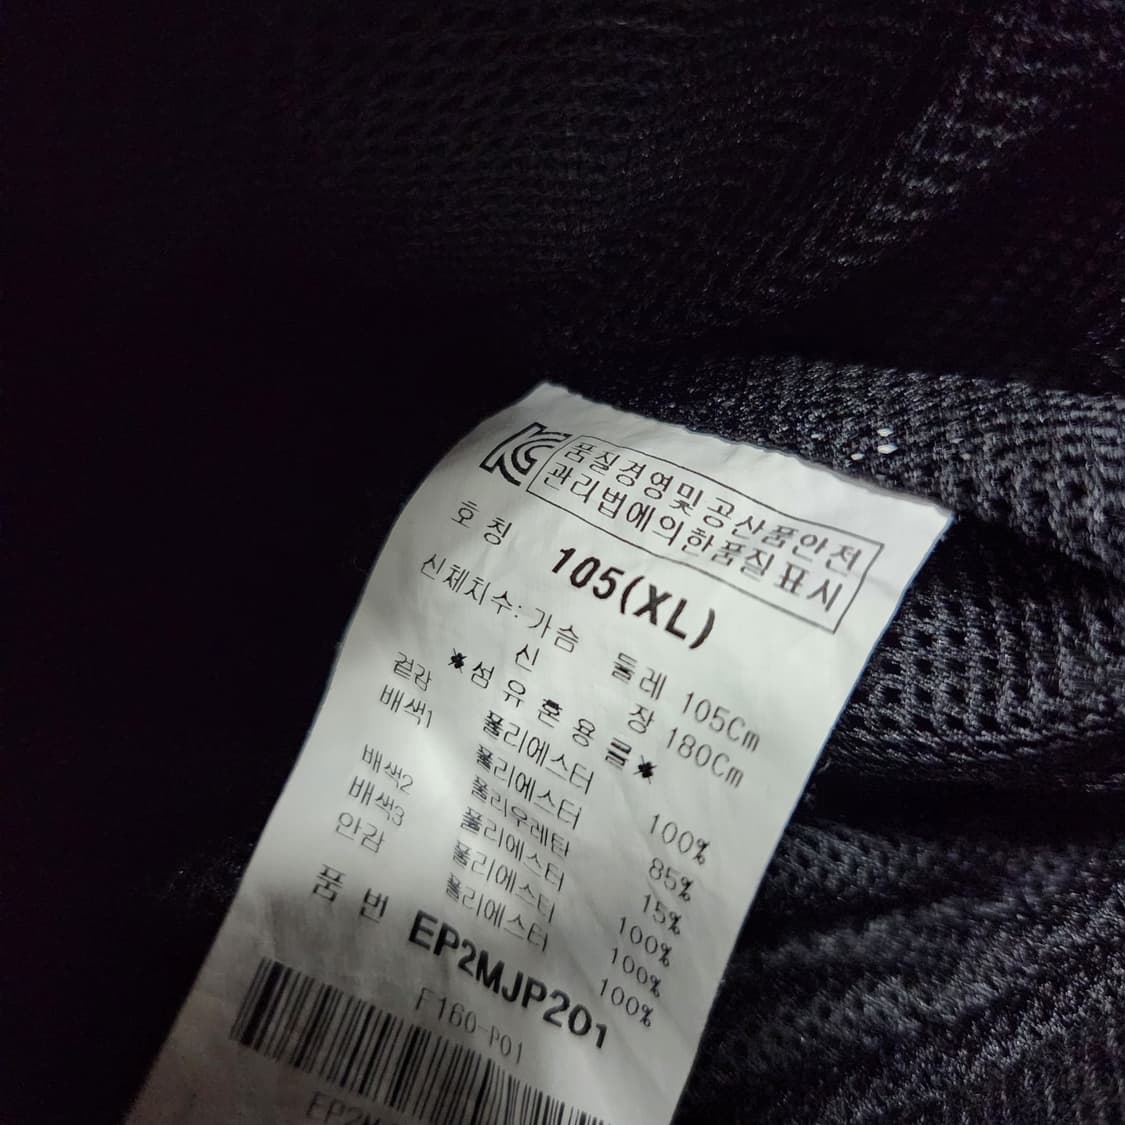 KC 품질경영및공산품안전
관리법에의한품질표시
호칭 105(XL)
신체치수: 가슴 둘레 105Cm
신 장 180Cm
*섬유혼용률*
겉감 폴리에스터 100%
배색1 폴리에스터 85%
폴리우레탄 15%
배색2 폴리에스터 100%
배색3 폴리에스터 100%
안감 폴리에스터 100%
품 번 EP2MJP201
F160-P01